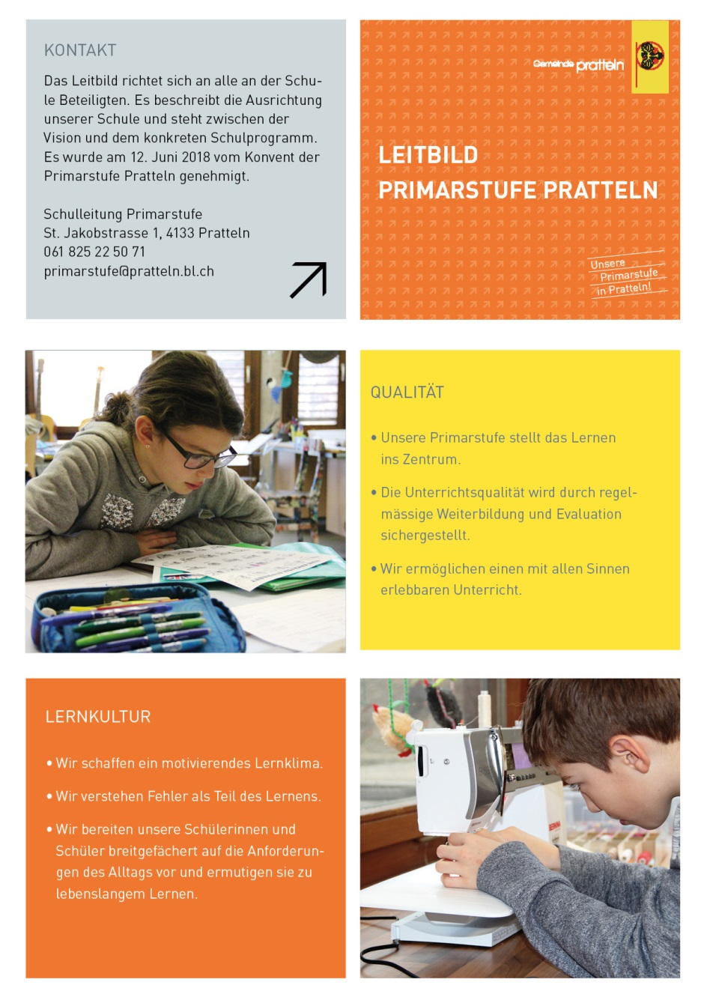 KONTAKT
Das Leitbild richtet sich an alle an der Schu-
le Beteiligten. Es beschreibt die Ausrichtung
unserer Schule und steht zwischen der
Vision und dem konkreten Schulprogramm.
Es wurde am 12. Juni 2018 vom Konvent der
Primarstufe Pratteln genehmigt.
Schulleitung Primarstufe
St. Jakobstrasse 1, 4133 Pratteln
061 825 22 50 71
primarstufe@pratteln.bl.ch
Gemeinde pratteln
LEITBILD
PRIMARSTUFE PRATTELN
Unsere
Primarstufe
in Pratteln!
QUALITÄT
• Unsere Primarstufe stellt das Lernen
ins Zentrum.
• Die Unterrichtsqualität wird durch regel-
mässige Weiterbildung und Evaluation
sichergestellt.
• Wir ermöglichen einen mit allen Sinnen
erlebbaren Unterricht.
LERNKULTUR
• Wir schaffen ein motivierendes Lernklima.
• Wir verstehen Fehler als Teil des Lernens.
• Wir bereiten unsere Schülerinnen und
Schüler breitgefächert auf die Anforderun-
gen des Alltags vor und ermutigen sie zu
lebenslangem Lernen.